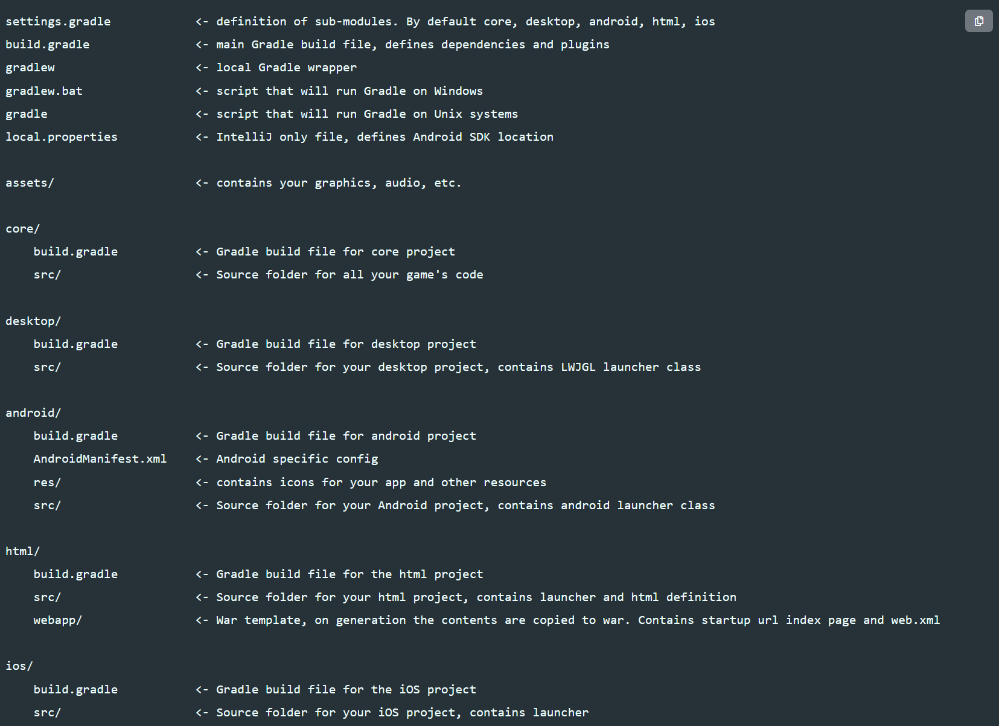 settings.gradle            <- definition of sub-modules. By default core, desktop, android, html, ios
build.gradle               <- main Gradle build file, defines dependencies and plugins
gradlew                    <- local Gradle wrapper
gradlew.bat                <- script that will run Gradle on Windows
gradle                     <- script that will run Gradle on Unix systems
local.properties           <- IntelliJ only file, defines Android SDK location

assets/                    <- contains your graphics, audio, etc.

core/
    build.gradle           <- Gradle build file for core project
    src/                   <- Source folder for all your game's code

desktop/
    build.gradle           <- Gradle build file for desktop project
    src/                   <- Source folder for your desktop project, contains LWJGL launcher class

android/
    build.gradle           <- Gradle build file for android project
    AndroidManifest.xml    <- Android specific config
    res/                   <- contains icons for your app and other resources
    src/                   <- Source folder for your Android project, contains android launcher class

html/
    build.gradle           <- Gradle build file for the html project
    src/                   <- Source folder for your html project, contains launcher and html definition
    webapp/                <- War template, on generation the contents are copied to war. Contains startup url index page and web.xml

ios/
    build.gradle           <- Gradle build file for the iOS project
    src/                   <- Source folder for your iOS project, contains launcher